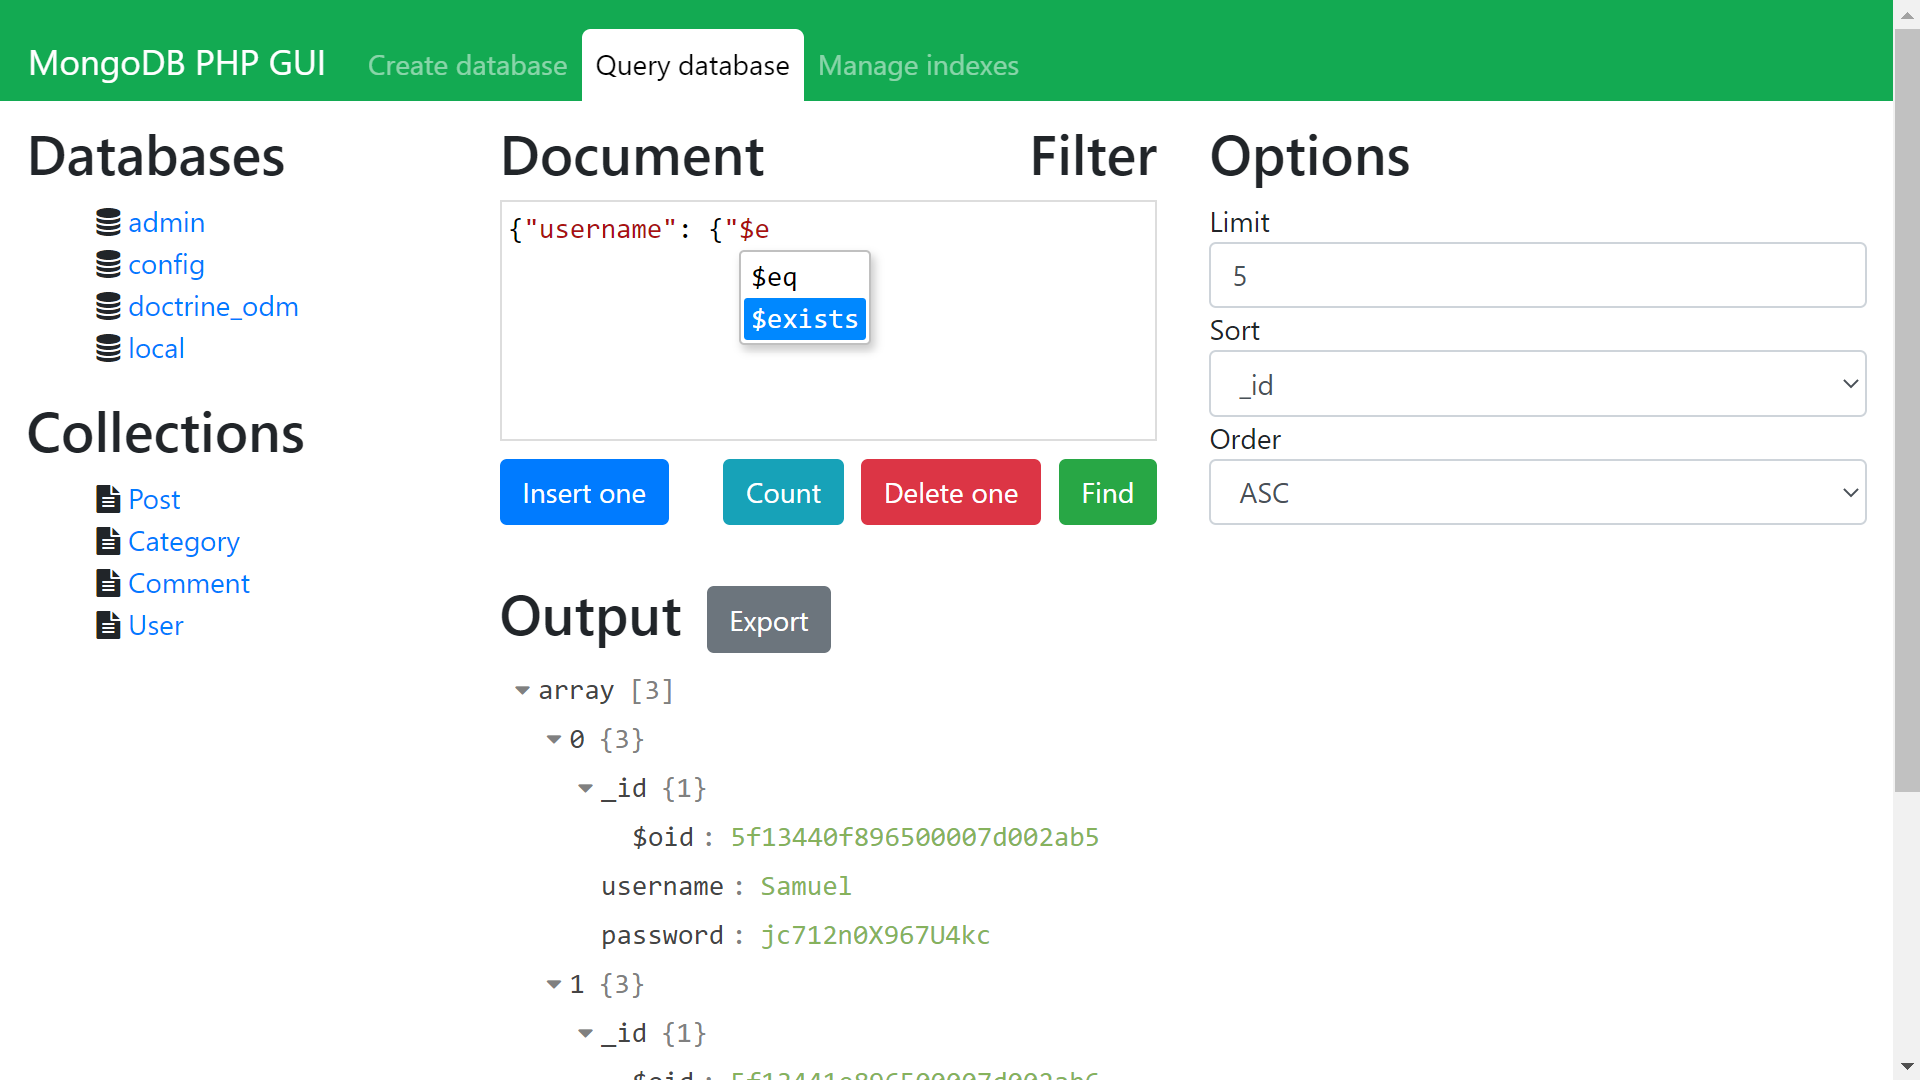 MongoDB PHP GUI Create database Query database Manage indexes
Databases
admin
config
doctrine_odm
local
Collections
Post
Category
Comment
User
Document Filter
{"username": {"$e
$eq
$exists
Insert one Count Delete one Find
Options
Limit
5
Sort
_id
Order
ASC
Output Export
array [3]
0 {3}
_id {1}
$oid : 5f13440f896500007d002ab5
username : Samuel
password : jc712n0X967U4kc
1 {3}
_id {1}